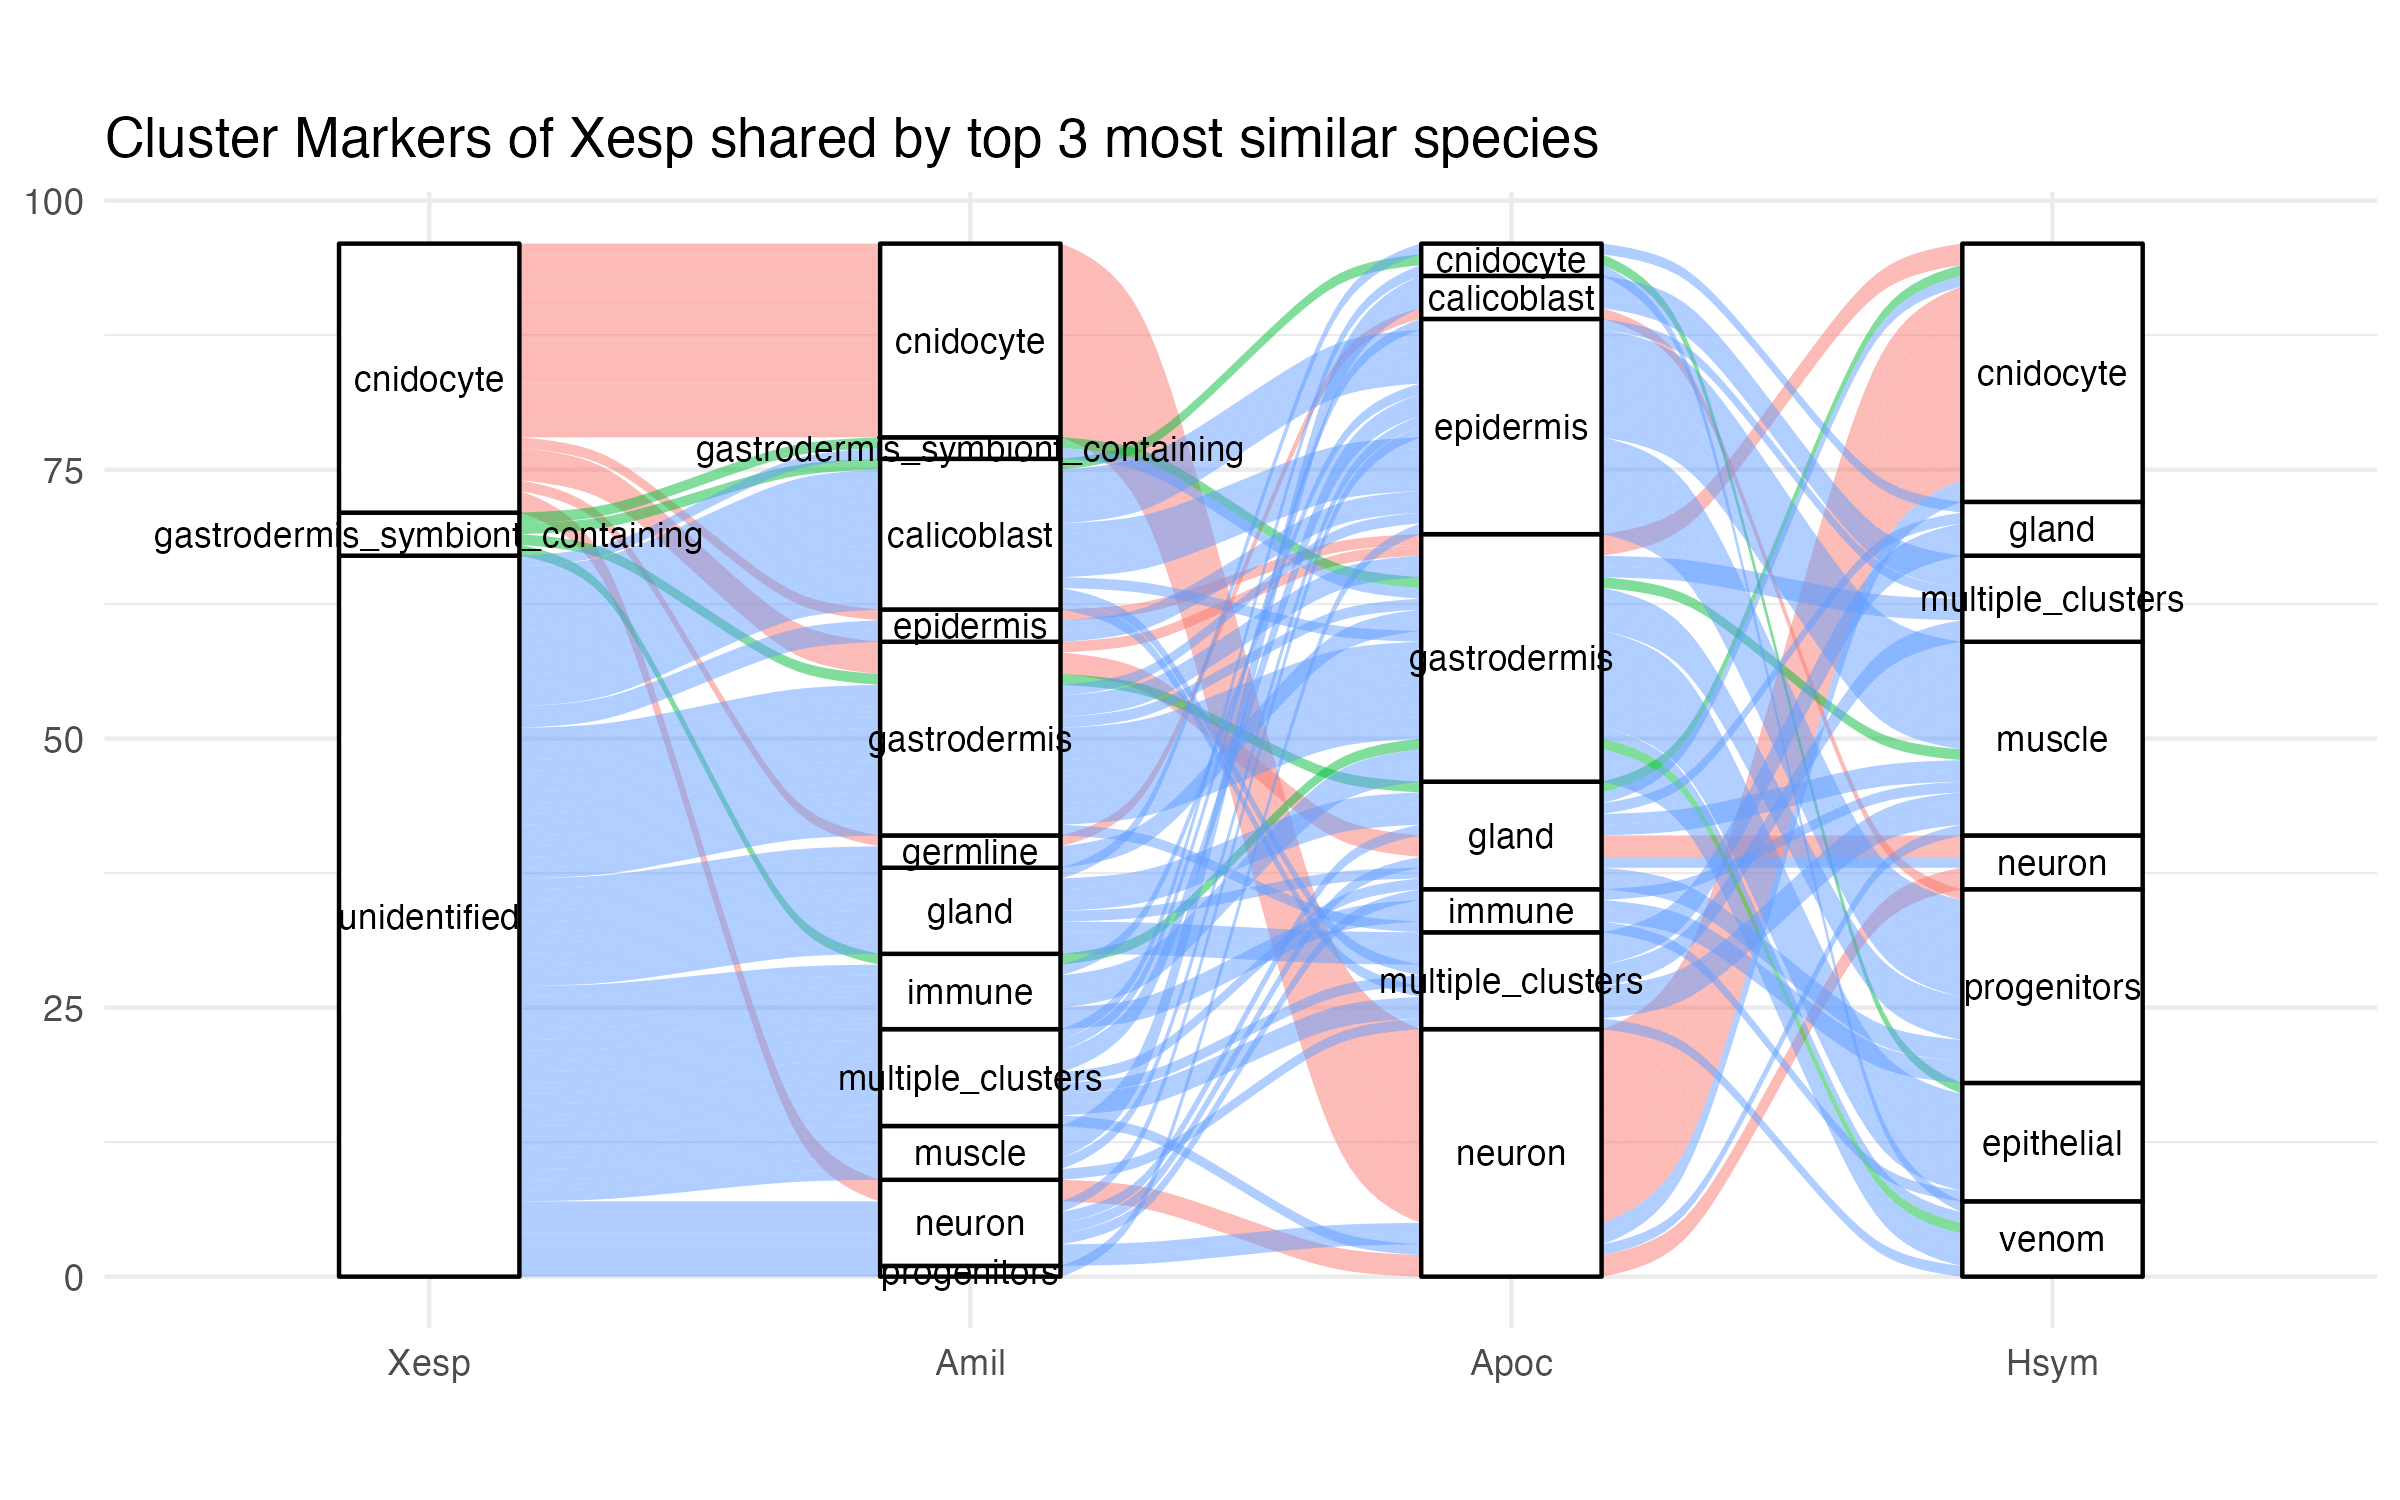 Cluster Markers of Xesp shared by top 3 most similar species
100
75
50
25
0
cnidocyte
gastrodermis_symbiont_containing
unidentified
cnidocyte
gastrodermis_symbiont_containing
calicoblast
epidermis
gastrodermis
germline
gland
immune
multiple_clusters
muscle
neuron
progenitors
cnidocyte
calicoblast
epidermis
gastrodermis
gland
immune
multiple_clusters
neuron
cnidocyte
gland
multiple_clusters
muscle
neuron
progenitors
epithelial
venom
Xesp
Amil
Apoc
Hsym